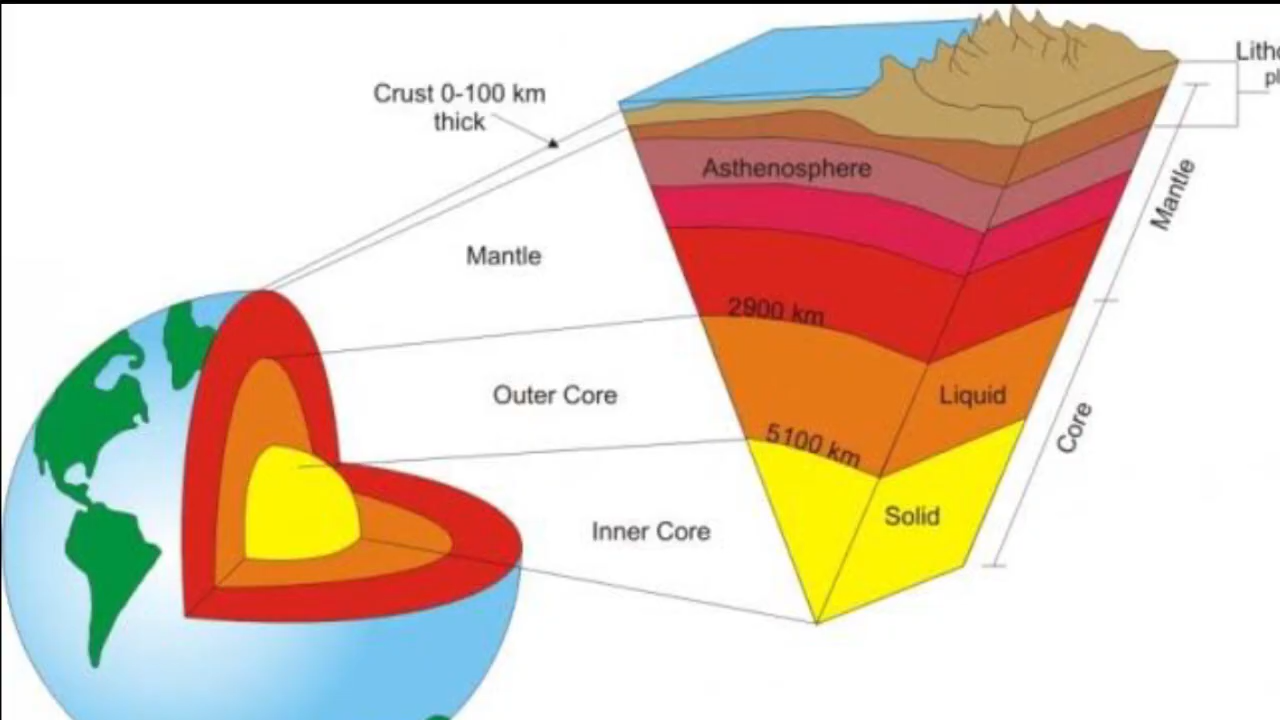 Crust 0-100 km
thick
Asthenosphere
Mantle
Mantle
2900 km
Outer Core
Liquid
5100 km
Core
Inner Core
Solid